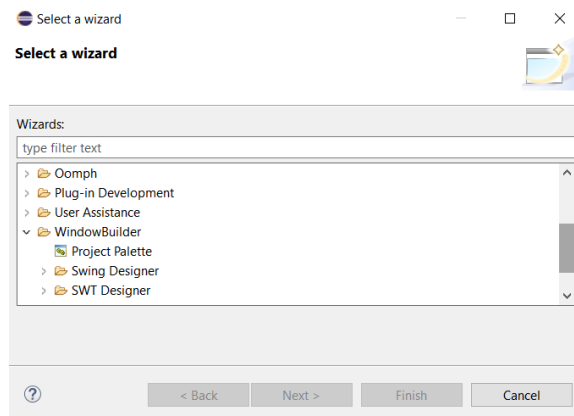 Select a wizard
Select a wizard
Wizards:
type filter text
Oomph
Plug-in Development
User Assistance
WindowBuilder
Project Palette
Swing Designer
SWT Designer
? < Back Next > Finish Cancel